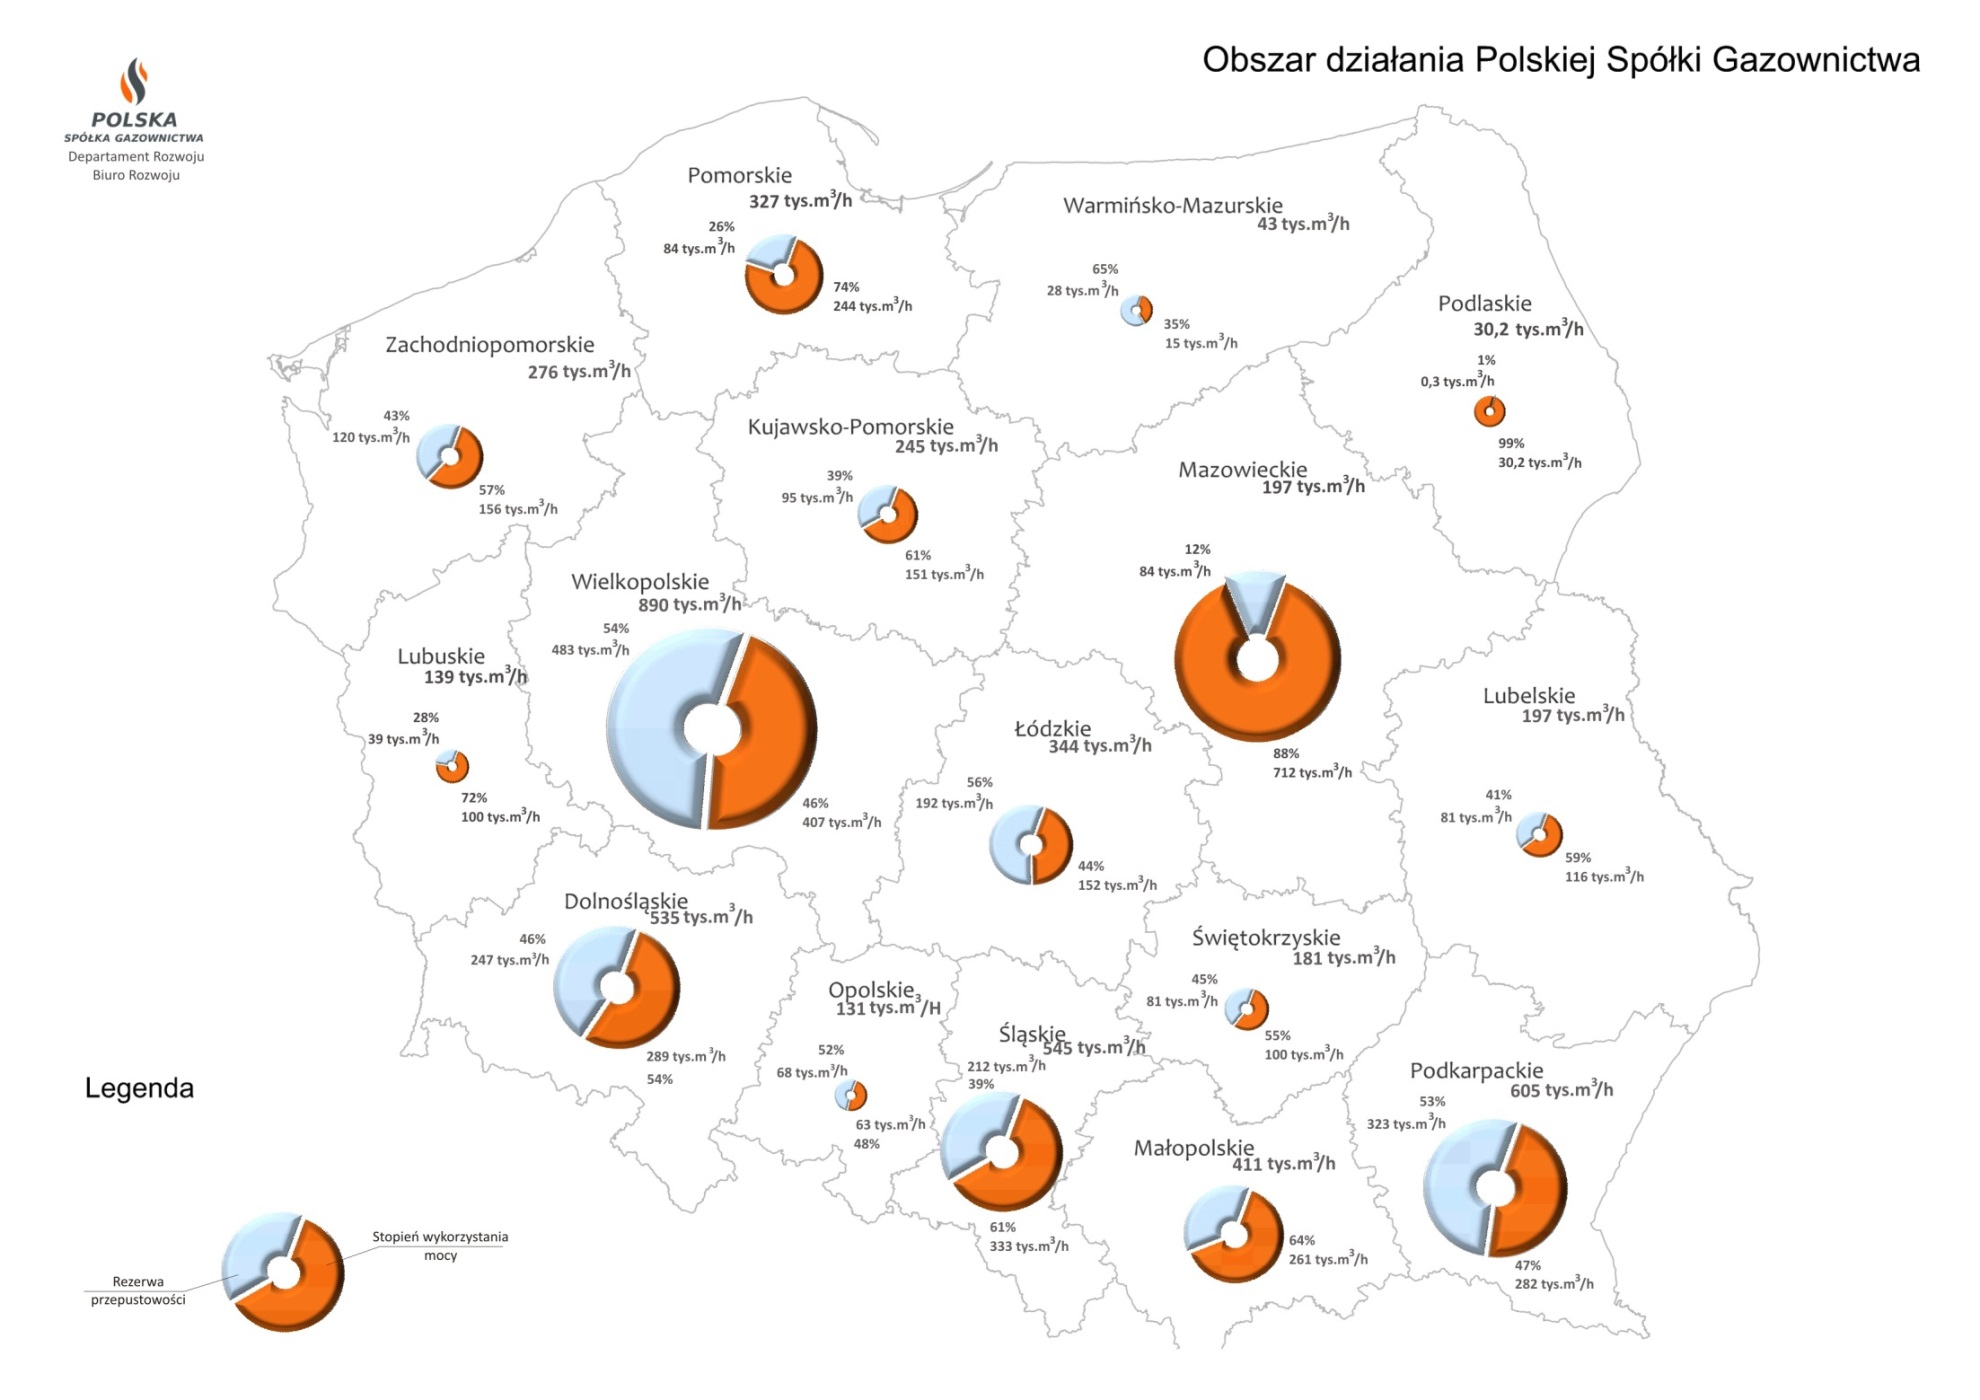 Obszar działania Polskiej Spółki Gazownictwa
POLSKA
SPÓŁKA GAZOWNICTWA
Departament Rozwoju
Biuro Rozwoju
Pomorskie
327 tys.m³/h
26%
84 tys.m³/h
74%
244 tys.m³/h
Warmińsko-Mazurskie
43 tys.m³/h
65%
28 tys.m³/h
35%
15 tys.m³/h
Podlaskie
30,2 tys.m³/h
1%
0,3 tys.m³/h
99%
30,2 tys.m³/h
Zachodniopomorskie
276 tys.m³/h
43%
120 tys.m³/h
57%
156 tys.m³/h
Kujawsko-Pomorskie
245 tys.m³/h
39%
95 tys.m³/h
61%
151 tys.m³/h
Mazowieckie
197 tys.m³/h
12%
84 tys.m³/h
88%
712 tys.m³/h
Wielkopolskie
890 tys.m³/h
54%
483 tys.m³/h
46%
407 tys.m³/h
Lubuskie
139 tys.m³/h
28%
39 tys.m³/h
72%
100 tys.m³/h
Łódzkie
344 tys.m³/h
56%
192 tys.m³/h
44%
152 tys.m³/h
Lubelskie
197 tys.m³/h
41%
81 tys.m³/h
59%
116 tys.m³/h
Dolnośląskie
535 tys.m³/h
46%
247 tys.m³/h
289 tys.m³/h
54%
Opolskie
131 tys.m³/H
52%
68 tys.m³/h
63 tys.m³/h
48%
Śląskie
545 tys.m³/h
212 tys.m³/h
39%
61%
333 tys.m³/h
Świętokrzyskie
181 tys.m³/h
45%
81 tys.m³/h
55%
100 tys.m³/h
Małopolskie
411 tys.m³/h
64%
261 tys.m³/h
Podkarpackie
605 tys.m³/h
53%
323 tys.m³/h
47%
282 tys.m³/h
Legenda
Stopień wykorzystania
mocy
Rezerwa
przepustowości